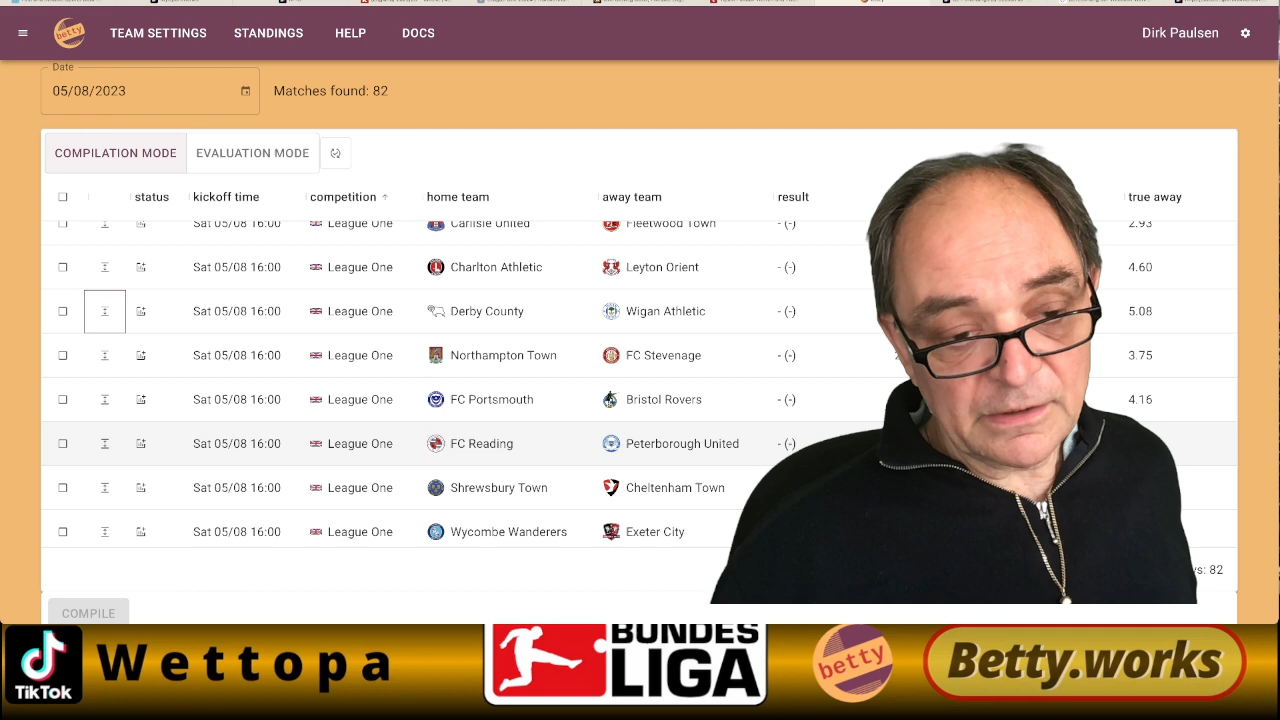 betty TEAM SETTINGS STANDINGS HELP DOCS Dirk Paulsen
Date
05/08/2023 Matches found: 82
COMPILATION MODE EVALUATION MODE
status kickoff time competition home team away team result true away
Sat 05/08 16:00 League One Carlisle United Fleetwood Town - (-) 2.93
Sat 05/08 16:00 League One Charlton Athletic Leyton Orient - (-) 4.60
Sat 05/08 16:00 League One Derby County Wigan Athletic - (-) 5.08
Sat 05/08 16:00 League One Northampton Town FC Stevenage - (-) 3.75
Sat 05/08 16:00 League One FC Portsmouth Bristol Rovers - (-) 4.16
Sat 05/08 16:00 League One FC Reading Peterborough United - (-)
Sat 05/08 16:00 League One Shrewsbury Town Cheltenham Town
Sat 05/08 16:00 League One Wycombe Wanderers Exeter City
82
COMPILE
TikTok Wettopa BUNDES LIGA betty Betty.works